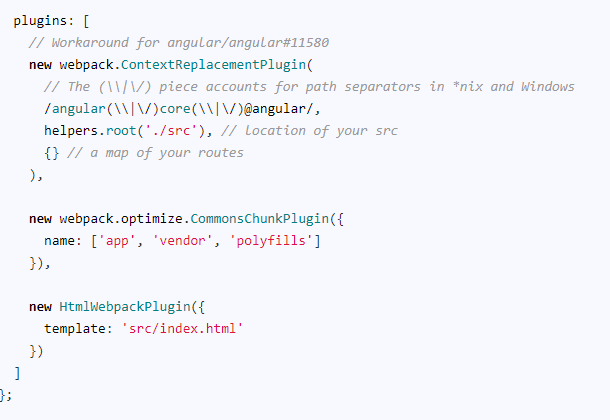 plugins: [
// Workaround for angular/angular#11580
new webpack.ContextReplacementPlugin(
// The (\\|\/) piece accounts for path separators in *nix and Windows
/angular(\\|\/)core(\\|\/)@angular/,
helpers.root('./src'), // location of your src
{} // a map of your routes
),
new webpack.optimize.CommonsChunkPlugin({
name: ['app', 'vendor', 'polyfills']
}),
new HtmlWebpackPlugin({
template: 'src/index.html'
})
]
};